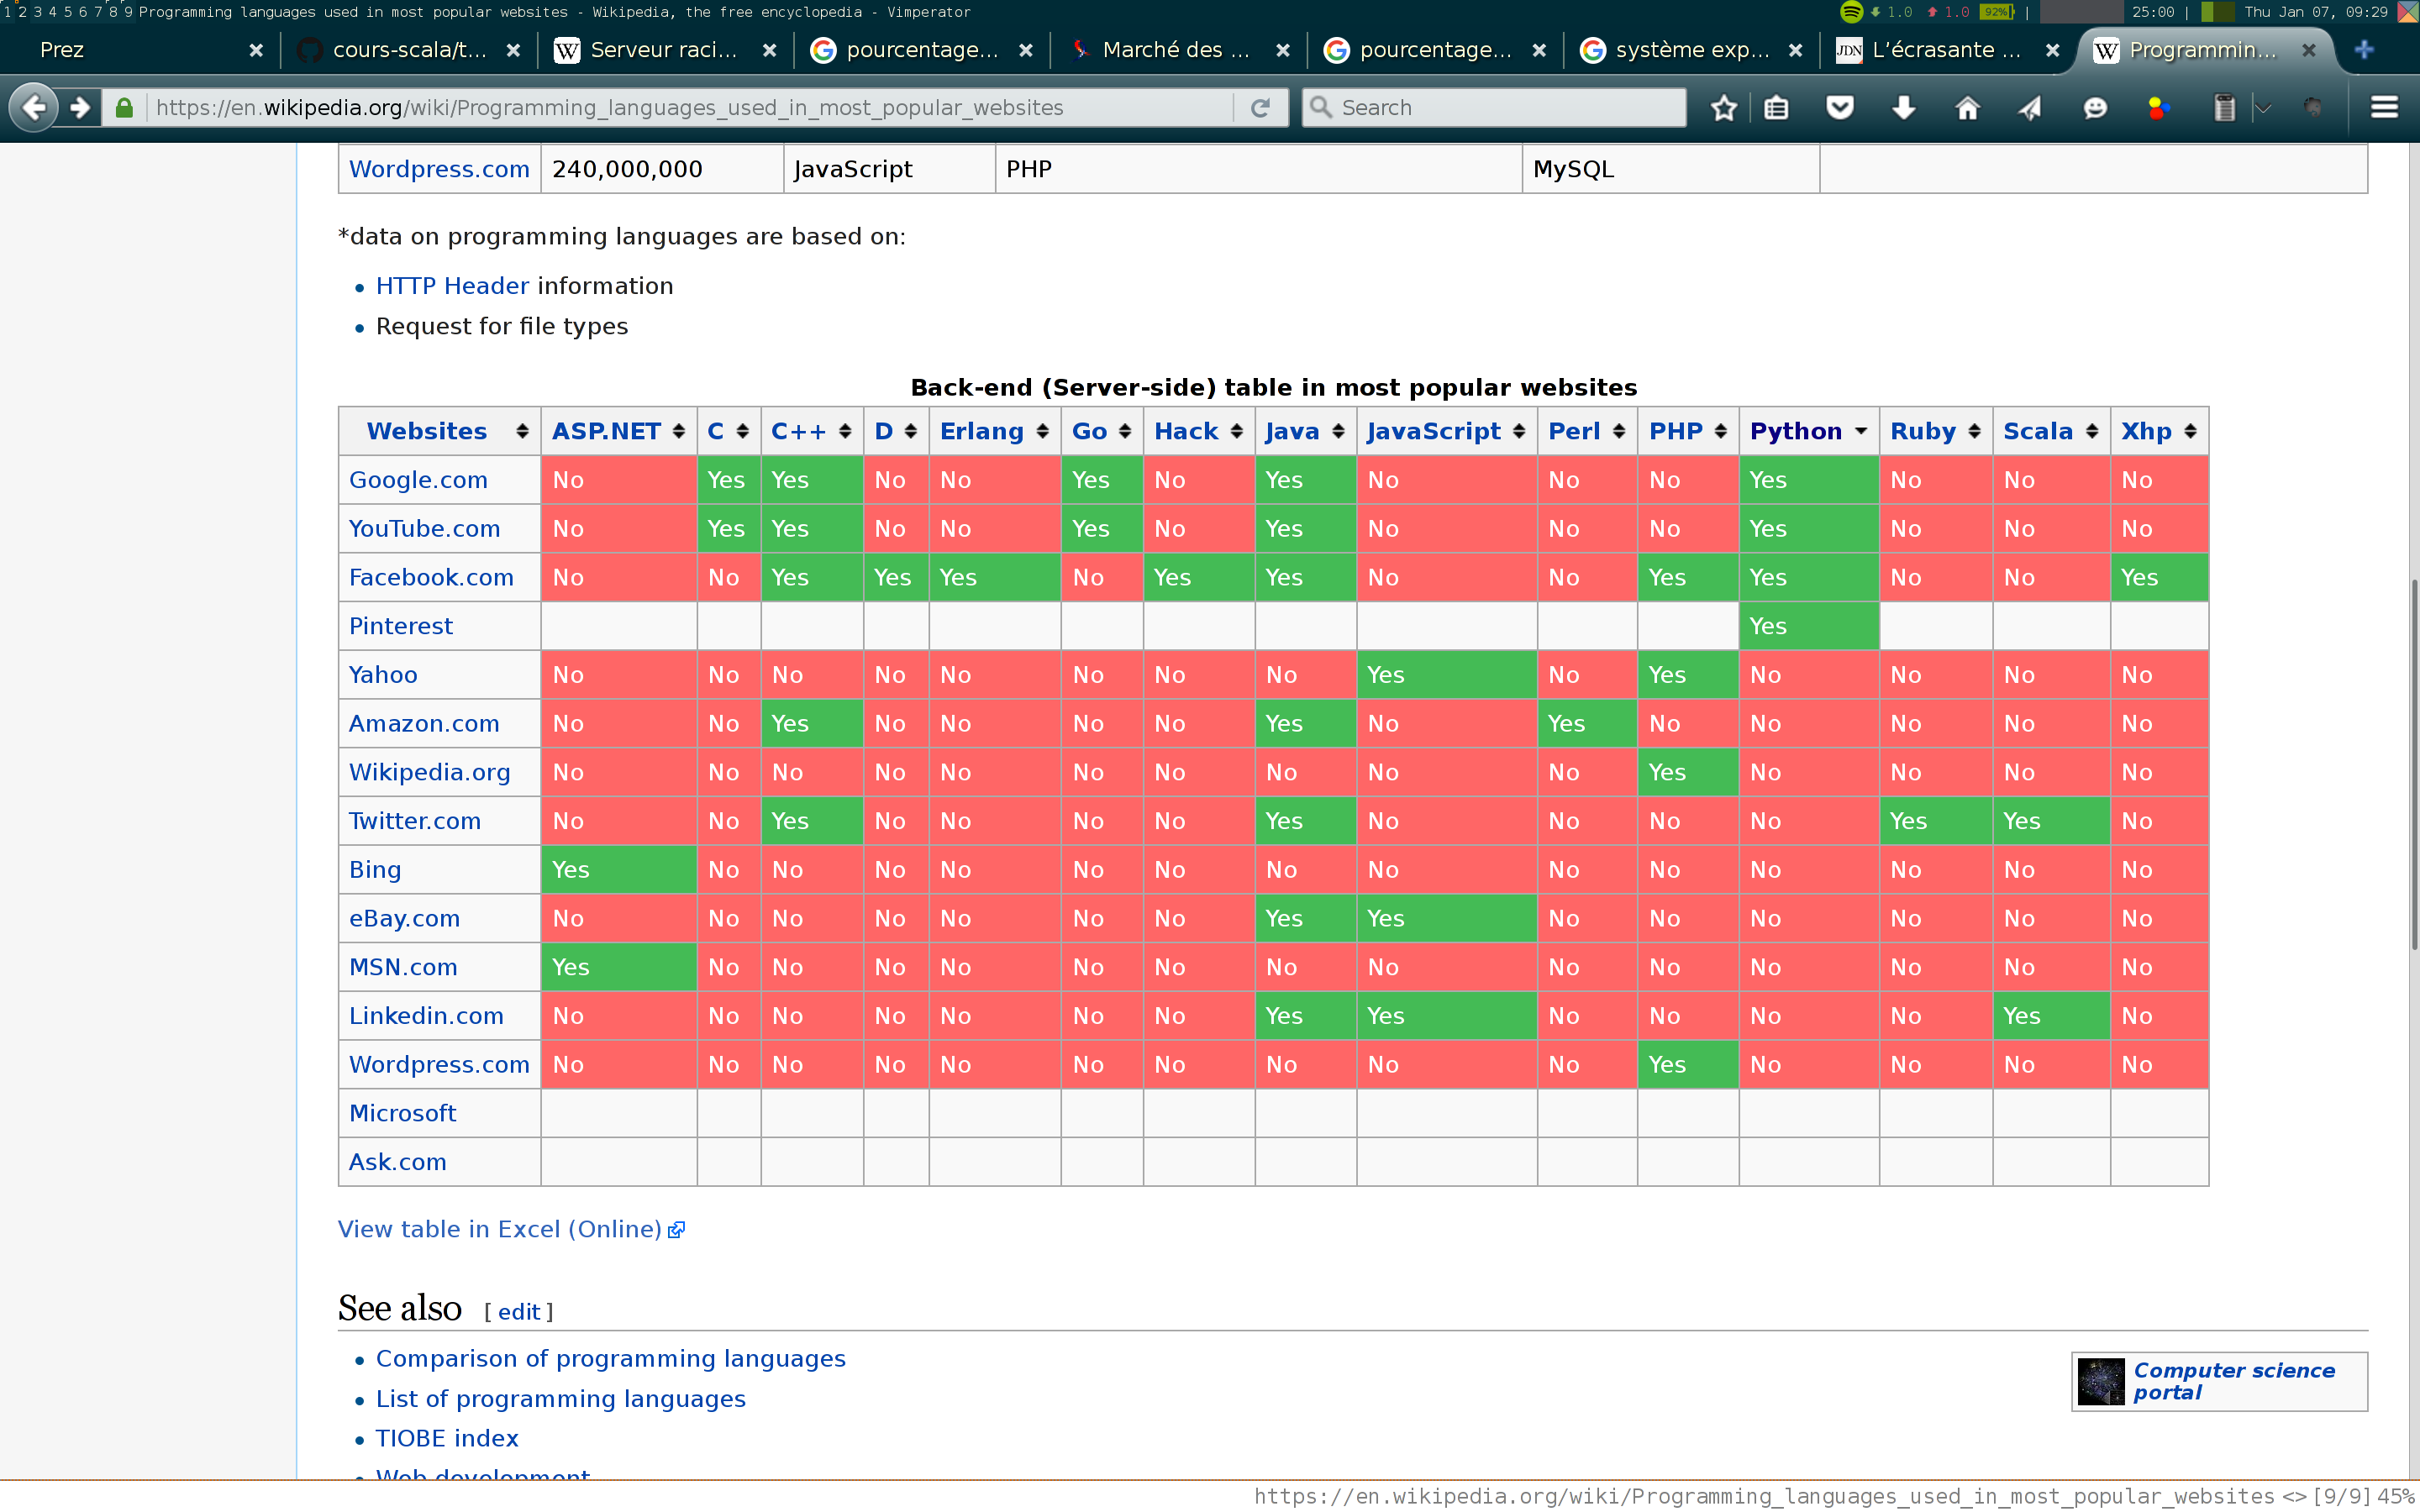 1 2 3 4 5 6 7 8 9 Programming languages used in most popular websites - Wikipedia, the free encyclopedia - Vimperator 1.0 1.0 92% | 25:00 | Thu Jan 07, 09:29
Prez cours-scala/t... Serveur raci... pourcentage... Marché des ... pourcentage... système exp... JDN L'écrasante ... Programmin...
https://en.wikipedia.org/wiki/Programming_languages_used_in_most_popular_websites Search
Wordpress.com 240,000,000 JavaScript PHP MySQL
*data on programming languages are based on:
HTTP Header information
Request for file types
Back-end (Server-side) table in most popular websites
Websites ASP.NET C C++ D Erlang Go Hack Java JavaScript Perl PHP Python Ruby Scala Xhp
Google.com No Yes Yes No No Yes No Yes No No No Yes No No No
YouTube.com No Yes Yes No No Yes No Yes No No No Yes No No No
Facebook.com No No Yes Yes Yes No Yes Yes No No Yes Yes No No Yes
Pinterest Yes
Yahoo No No No No No No No No Yes No Yes No No No No
Amazon.com No No Yes No No No No Yes No Yes No No No No No
Wikipedia.org No No No No No No No No No No Yes No No No No
Twitter.com No No Yes No No No No Yes No No No No Yes Yes No
Bing Yes No No No No No No No No No No No No No No
eBay.com No No No No No No No Yes Yes No No No No No No
MSN.com Yes No No No No No No No No No No No No No No
Linkedin.com No No No No No No No Yes Yes No No No No Yes No
Wordpress.com No No No No No No No No No No Yes No No No No
Microsoft
Ask.com
View table in Excel (Online)
See also [ edit ]
Comparison of programming languages
List of programming languages
TIOBE index
Web development
Computer science
portal
https://en.wikipedia.org/wiki/Programming_languages_used_in_most_popular_websites <> [9/9] 45%